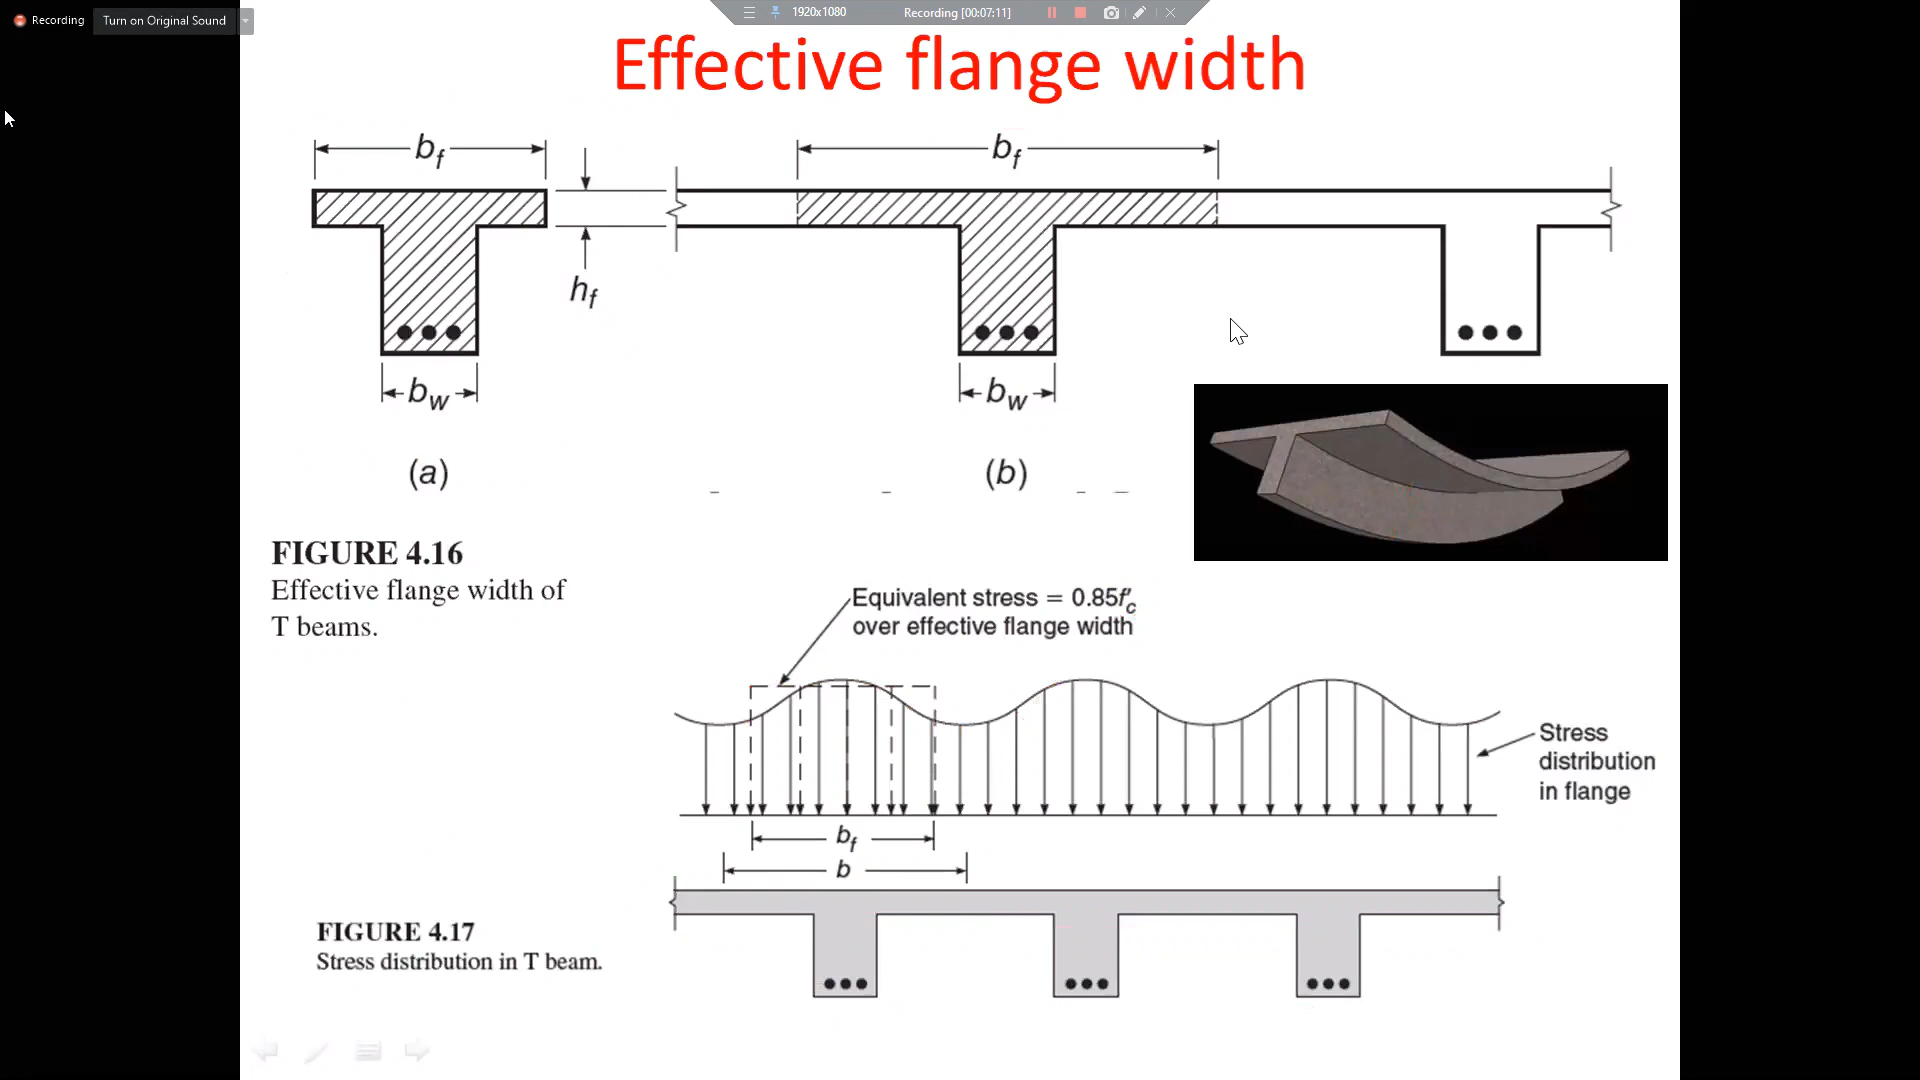 Recording
Turn on Original Sound
1920x1080
Recording [00:07:11]
Effective flange width
bf
bf
hf
bw
bw
(a)
(b)
FIGURE 4.16
Effective flange width of
T beams.
Equivalent stress = 0.85f′c
over effective flange width
Stress
distribution
in flange
bf
b
FIGURE 4.17
Stress distribution in T beam.